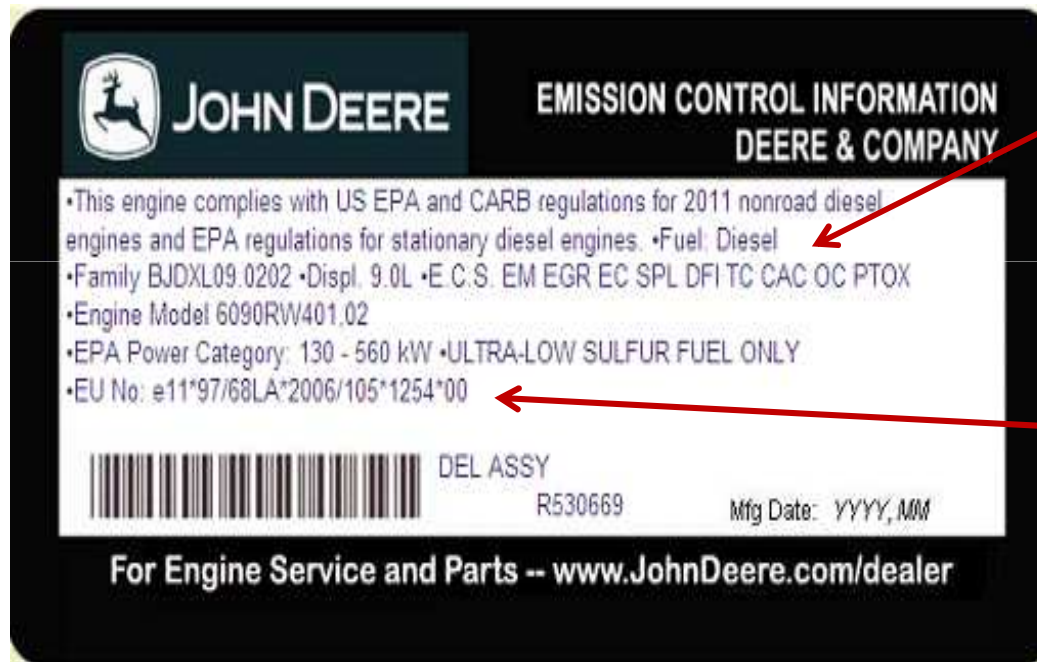 JOHN DEERE
EMISSION CONTROL INFORMATION
DEERE & COMPANY
•This engine complies with US EPA and CARB regulations for 2011 nonroad diesel
engines and EPA regulations for stationary diesel engines. •Fuel: Diesel
•Family BJDXL09.0202 •Displ. 9.0L •E.C.S. EM EGR EC SPL DFI TC CAC OC PTOX
•Engine Model 6090RW401,02
•EPA Power Category: 130 - 560 kW •ULTRA-LOW SULFUR FUEL ONLY
•EU No: e11*97/68LA*2006/105*1254*00
DEL ASSY
R530669
Mfg Date: YYYY, MM
For Engine Service and Parts -- www.JohnDeere.com/dealer